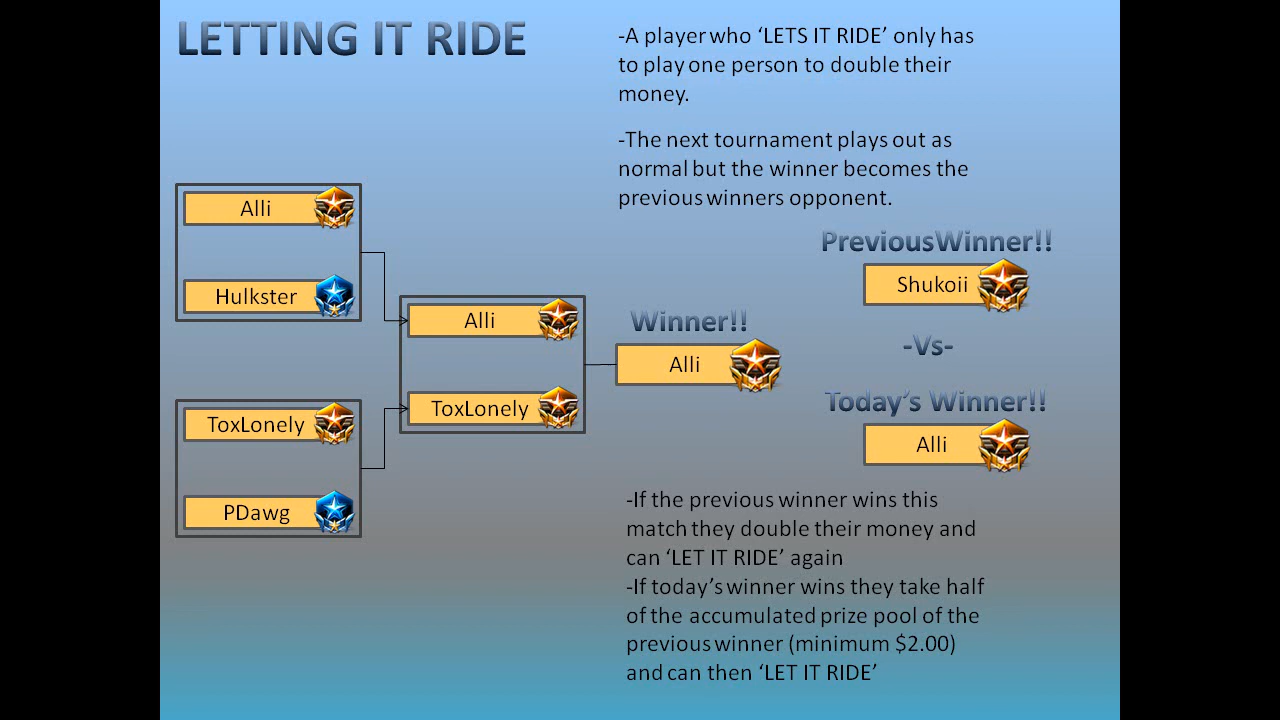 LETTING IT RIDE
-A player who ‘LETS IT RIDE’ only has
to play one person to double their
money.
-The next tournament plays out as
normal but the winner becomes the
previous winners opponent.
Alli
Hulkster
ToxLonely
PDawg
Alli
ToxLonely
Winner!!
Alli
PreviousWinner!!
Shukoii
-Vs-
Today’s Winner!!
Alli
-If the previous winner wins this
match they double their money and
can ‘LET IT RIDE’ again
-If today’s winner wins they take half
of the accumulated prize pool of the
previous winner (minimum $2.00)
and can then ‘LET IT RIDE’